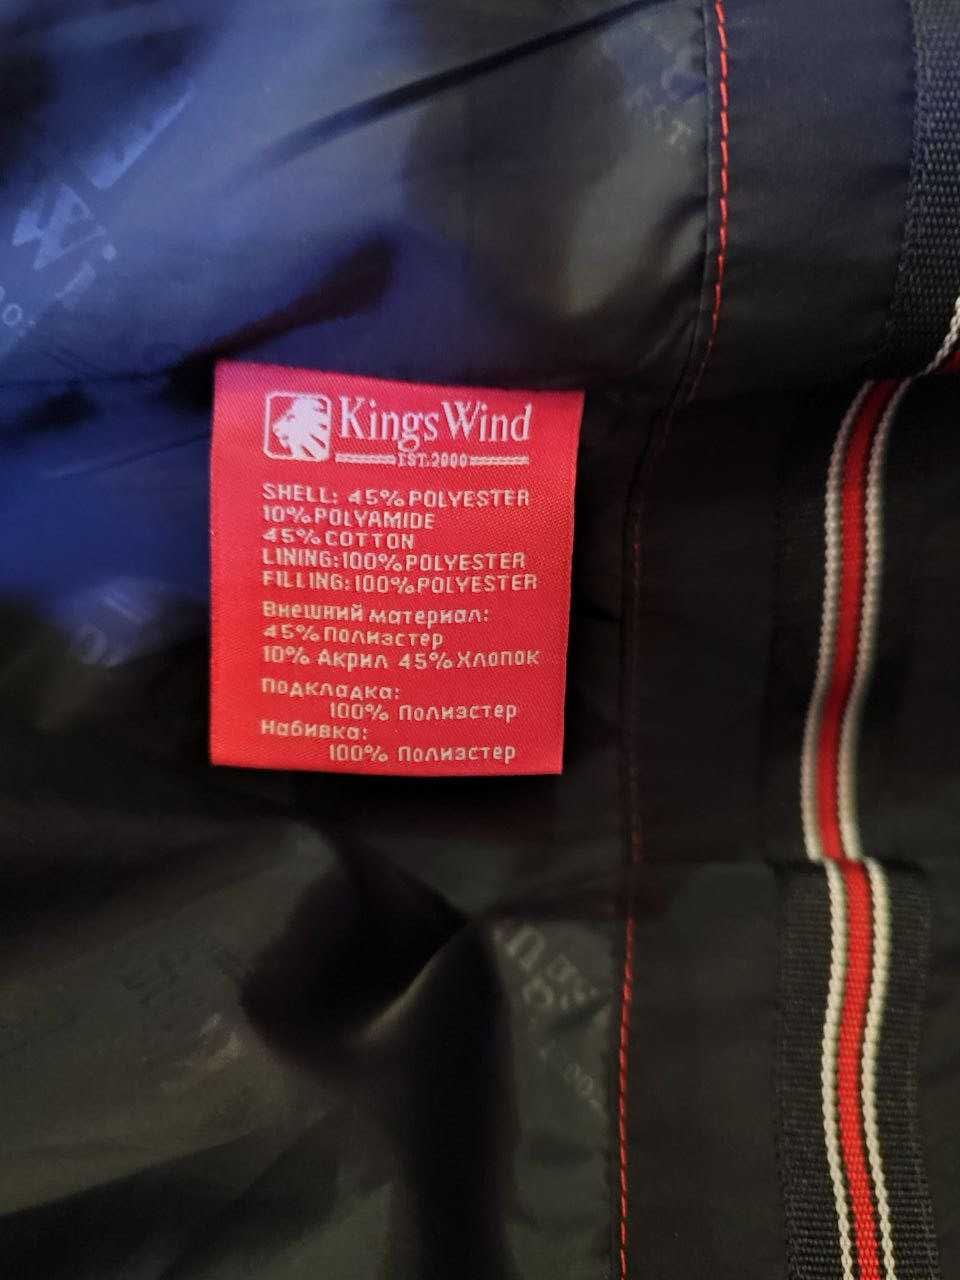 KingsWind
EST.2000
SHELL: 45% POLYESTER
10% POLYAMIDE
45% COTTON
LINING:100% POLYESTER
FILLING:100% POLYESTER
Внешний материал:
45% Полиэстер
10% Акрил 45% Хлопок
Подкладка:
100% Полиэстер
Набивка:
100% Полиэстер